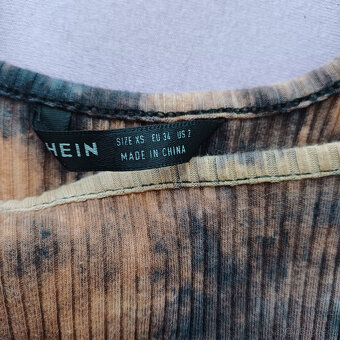 HEIN
SIZE XS EU 34 US 2
MADE IN CHINA